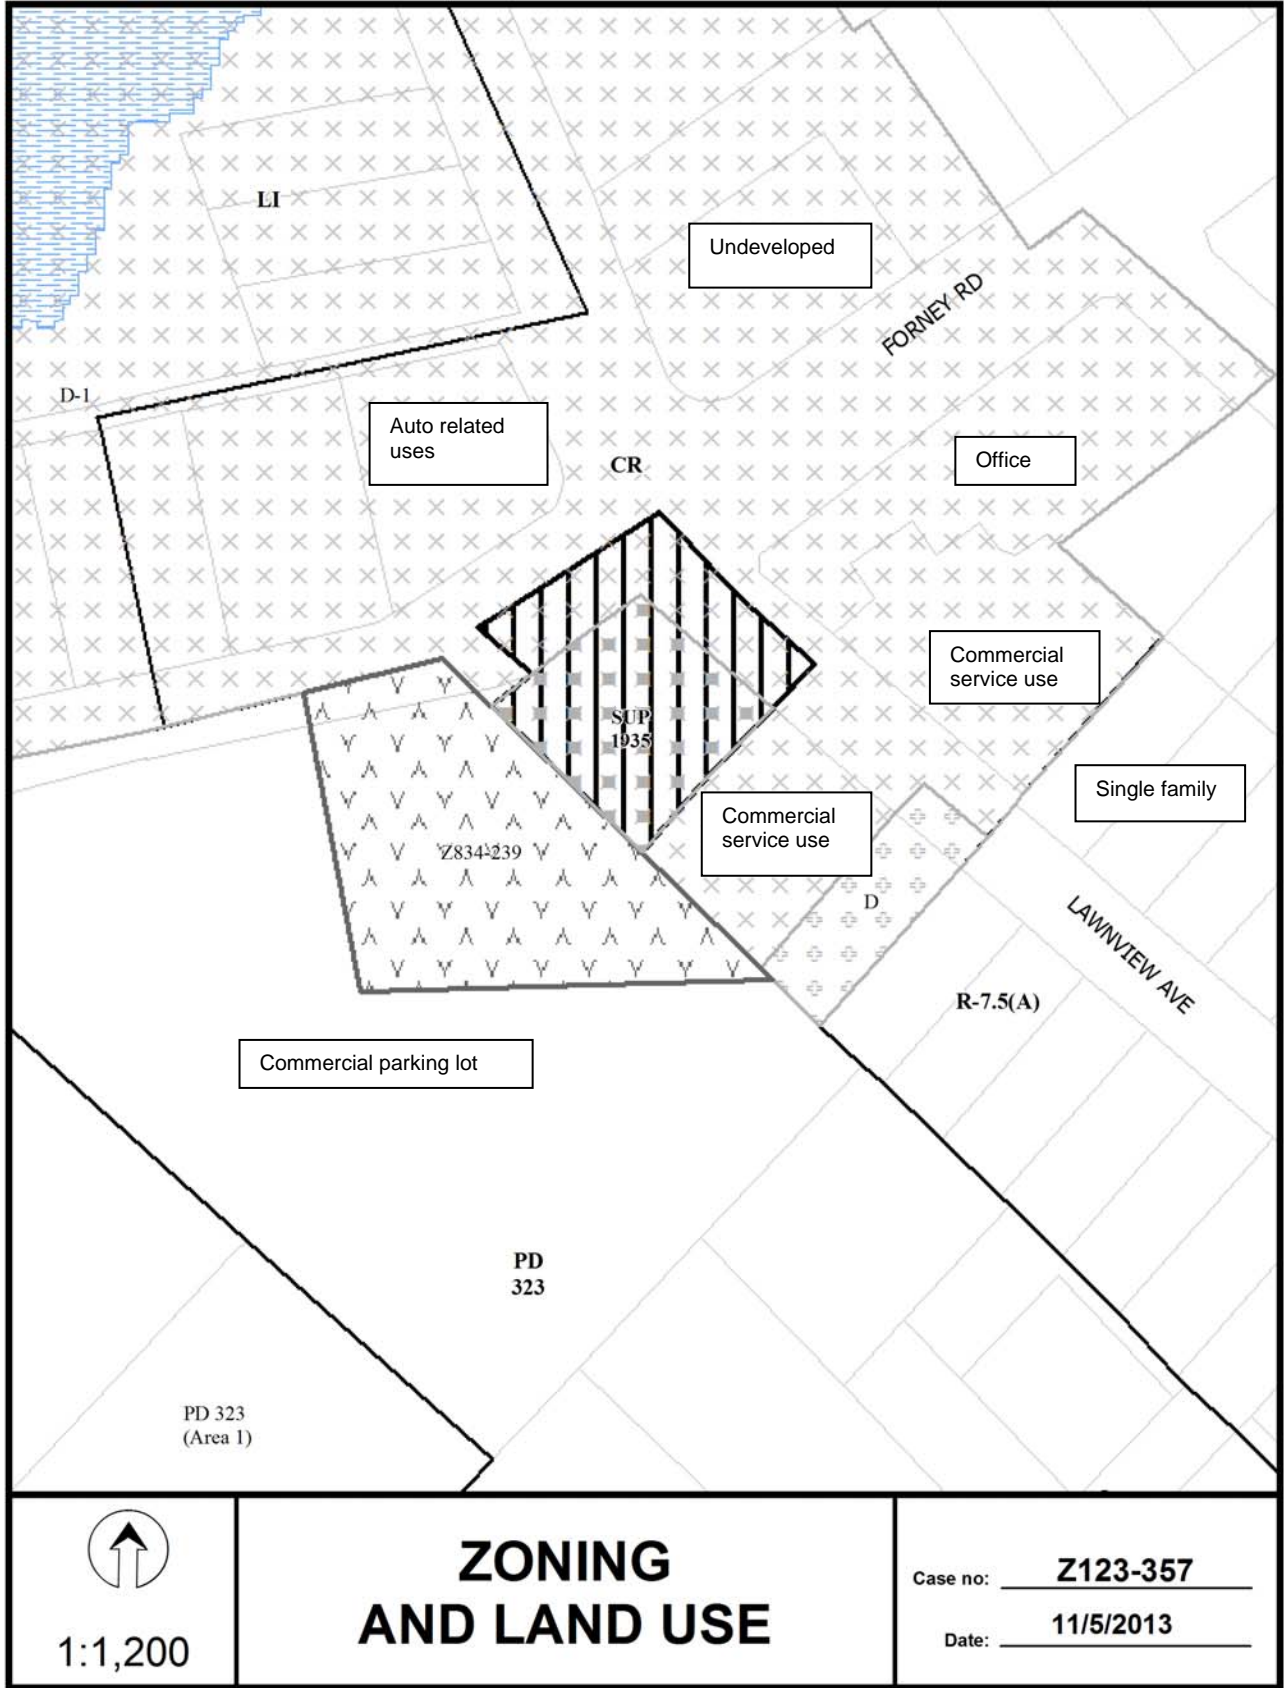 LI
Undeveloped
FORNEY RD
D-1
Auto related
uses
CR
Office
Commercial
service use
SUP
1935
Single family
Commercial
service use
Z834-239
D
LAWNVIEW AVE
R-7.5(A)
Commercial parking lot
PD
323
PD 323
(Area 1)
1:1,200
ZONING
AND LAND USE
Case no: Z123-357
Date: 11/5/2013